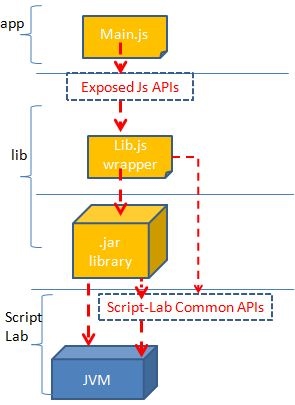 app
Main.js
Exposed Js APIs
lib
Lib.js
wrapper
.jar
library
Script
Lab
Script-Lab Common APIs
JVM